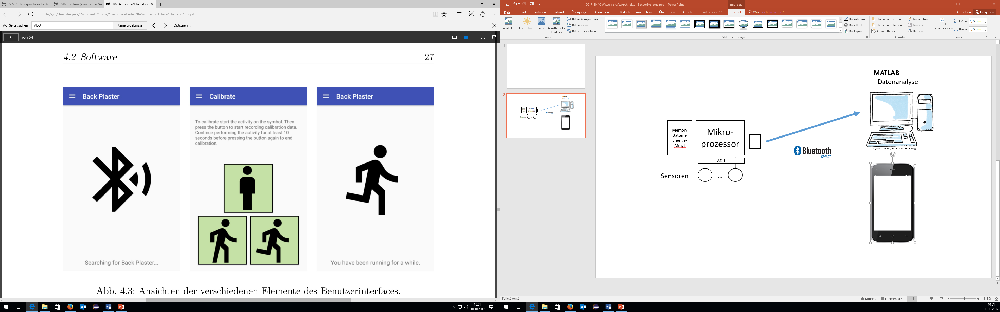 MA Roth (kapazitives EKG).p
MA Souilem (akustischer Se
BA Bartunik (Aktivitäts-A
file:///C:/Users/herpers/Documents/Studie/Abschlussarbeiten/BA%20Bartunik%20(Aktivitäts-App).pdf
Auf Seite suchen
ADU
Keine Ergebnisse
Optionen
37 von 54
4.2 Software 27
Back Plaster
Searching for Back Plaster...
Calibrate
To calibrate start the activity on the symbol. Then
press the button to start recording calibration data.
Continue performing the activity for at least 10
seconds before pressing the button again to end
calibration.
Back Plaster
You have been running for a while.
Abb. 4.3: Ansichten der verschiedenen Elemente des Benutzerinterfaces.
10:01
10.10.2017
2017-10-10 WissenschaftsArchitektur-SensorSysteme.pptx - PowerPoint
Bildtools
Datei Start Einfügen Entwurf Übergänge Animationen Bildschirmpräsentation Überprüfen Ansicht Foxit Reader PDF Format Was möchten Sie tun?
Anmelden Freigeben
Freistellen
Korrekturen
Farbe
Künstlerische
Effekte
Bilder komprimieren
Bild ändern
Bild zurücksetzen
Anpassen
Bildformatvorlagen
Bildrahmen
Bildeffekte
Bildlayout
Ebene nach vorne
Ebene nach hinten
Auswahlbereich
Ausrichten
Gruppieren
Drehen
Anordnen
Zuschneiden
Höhe: 6,79 cm
Breite: 3,79 cm
Größe
1
2
MATLAB
- Datenanalyse
Mikro-
prozessor
Sensoren
Bluetooth
MATLAB
- Datenanalyse
Memory
Batterie
Energie-
Mmgt
Mikro-
prozessor
ADU
Sensoren
...
Bluetooth
SMART
Quelle: Duden, PC, Rechtschreibung
Folie 2 von 2
Notizen
Kommentare
119 %
10:01
10.10.2017